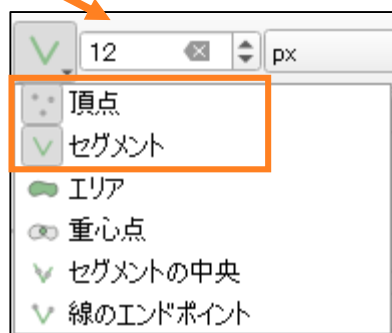 12 px
頂点
セグメント
エリア
重心点
セグメントの中央
線のエンドポイント